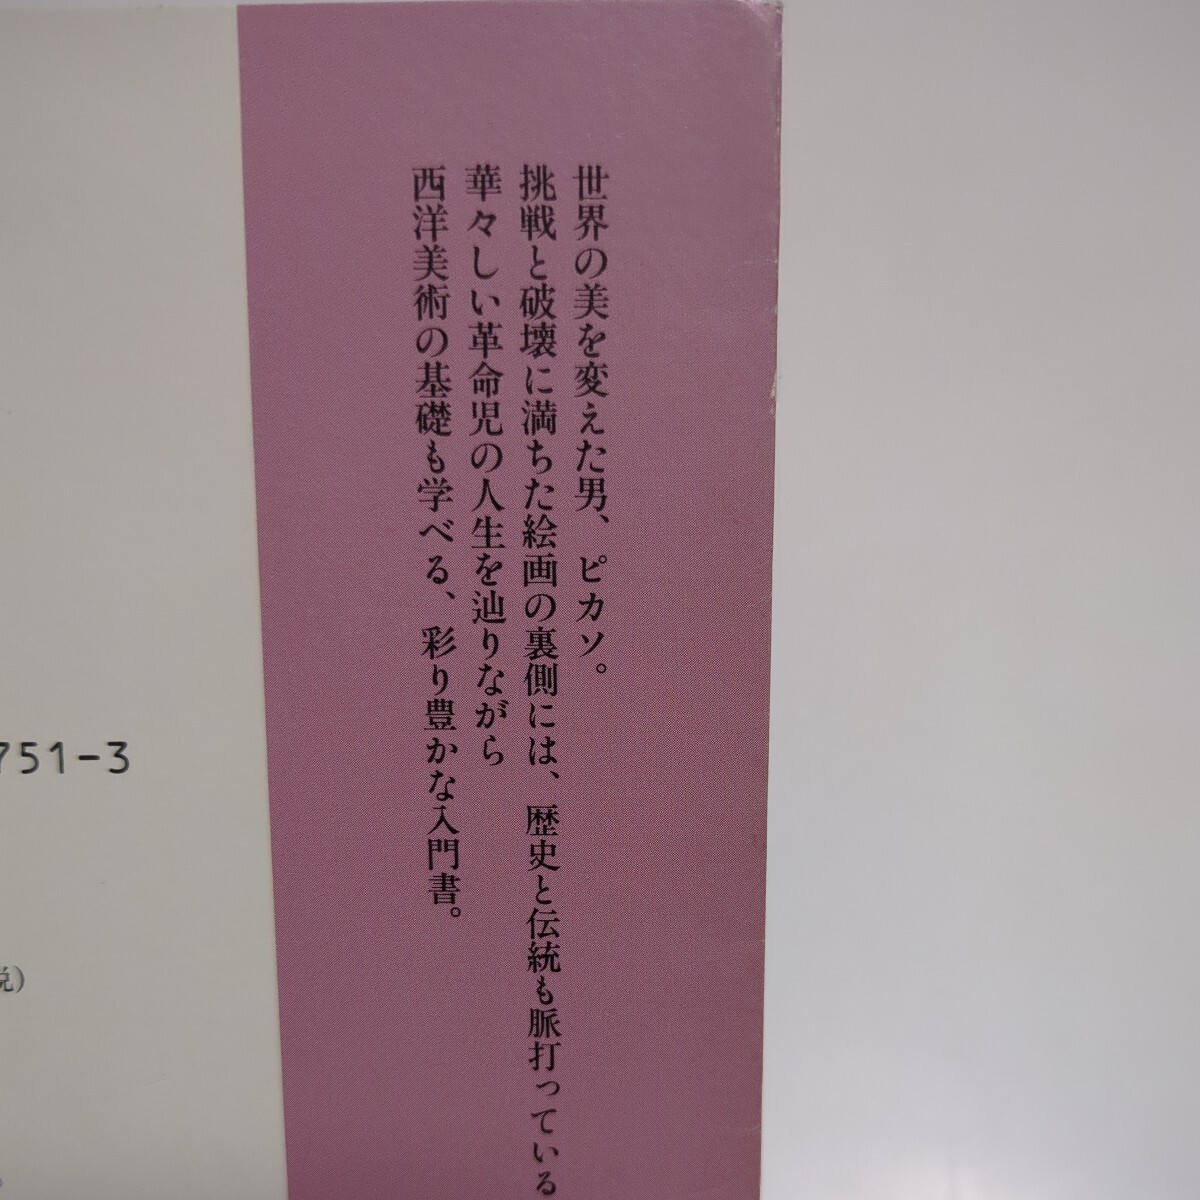 世界の美を変えた男、ピカソ。
挑戦と破壊に満ちた絵画の裏側には、歴史と伝統も脈打っている
華々しい革命児の人生を辿りながら
西洋美術の基礎も学べる、彩り豊かな入門書。
751-3
税)